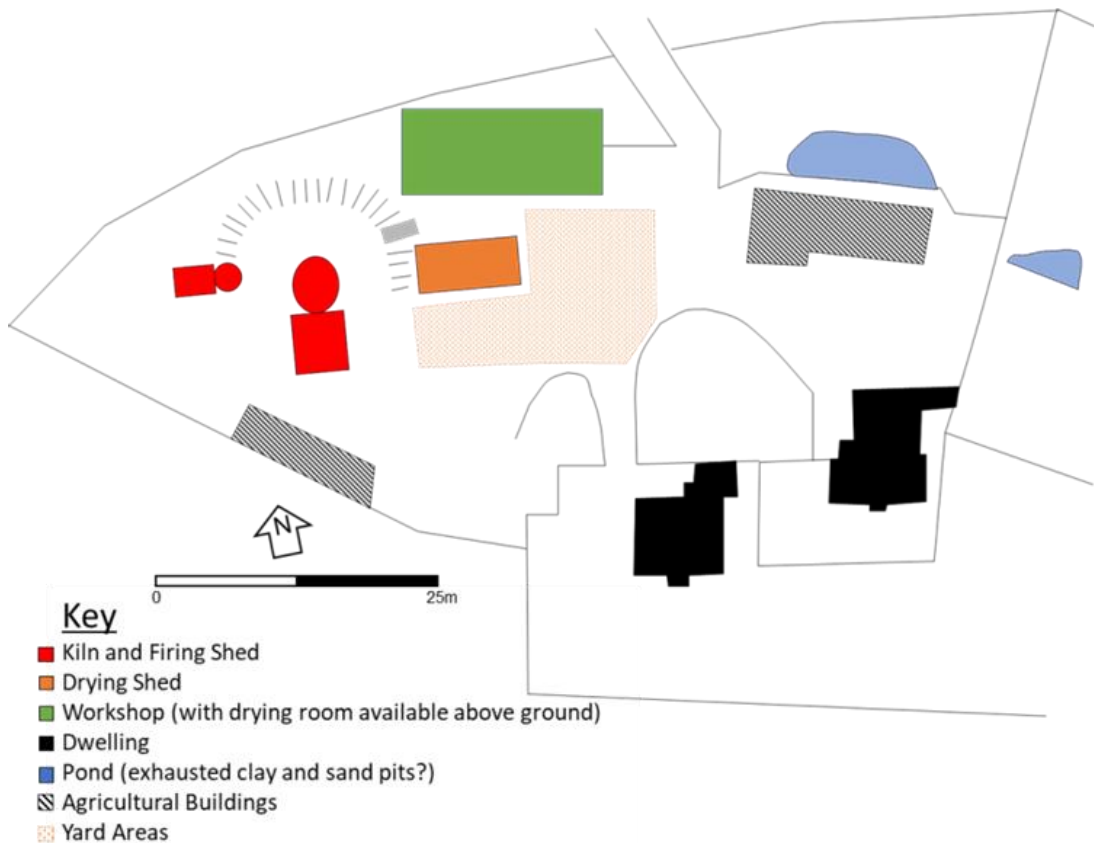 N
0 25m
Key
Kiln and Firing Shed
Drying Shed
Workshop (with drying room available above ground)
Dwelling
Pond (exhausted clay and sand pits?)
Agricultural Buildings
Yard Areas